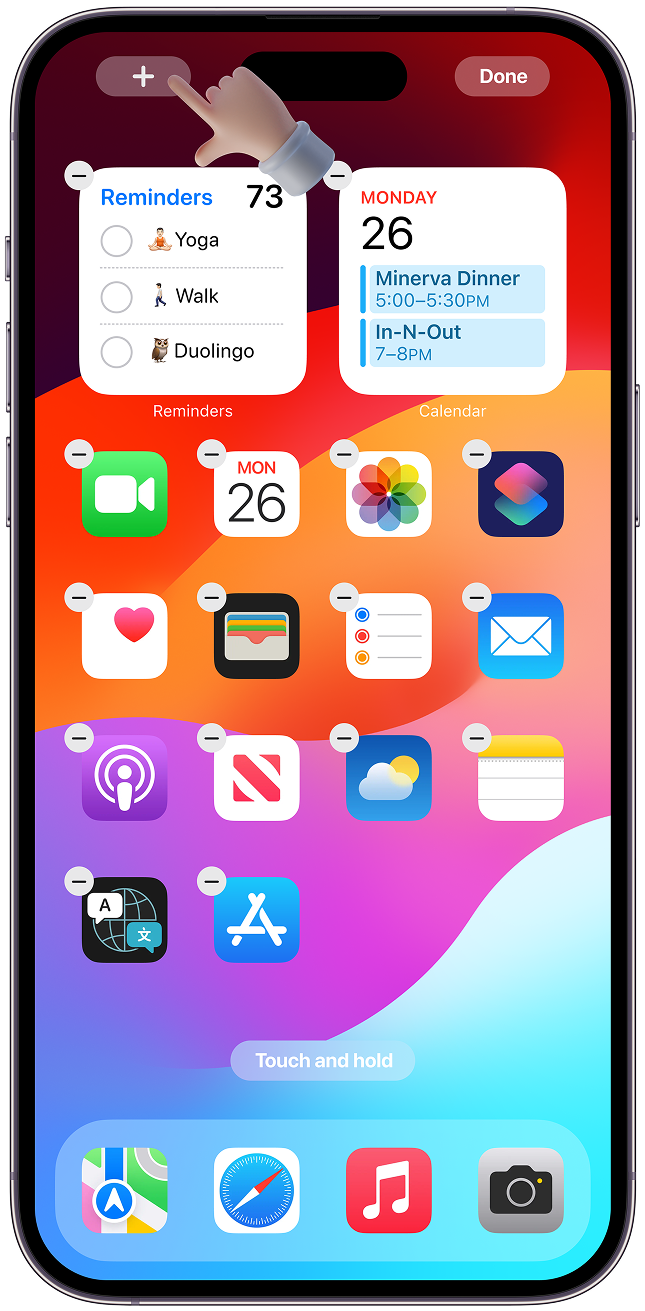 +
Done
Reminders 73
Yoga
Walk
Duolingo
Reminders
MONDAY
26
Minerva Dinner
5:00–5:30PM
In-N-Out
7–8PM
Calendar
MON
26
A
文
Touch and hold